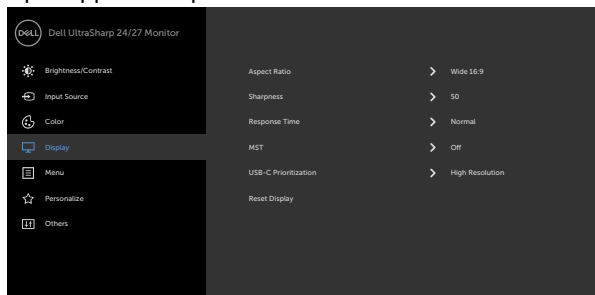 DELL
Dell UltraSharp 24/27 Monitor
Brightness/Contrast
Input Source
Color
Display
Menu
Personalize
Others
Aspect Ratio Wide 16:9
Sharpness 50
Response Time Normal
MST Off
USB-C Prioritization High Resolution
Reset Display